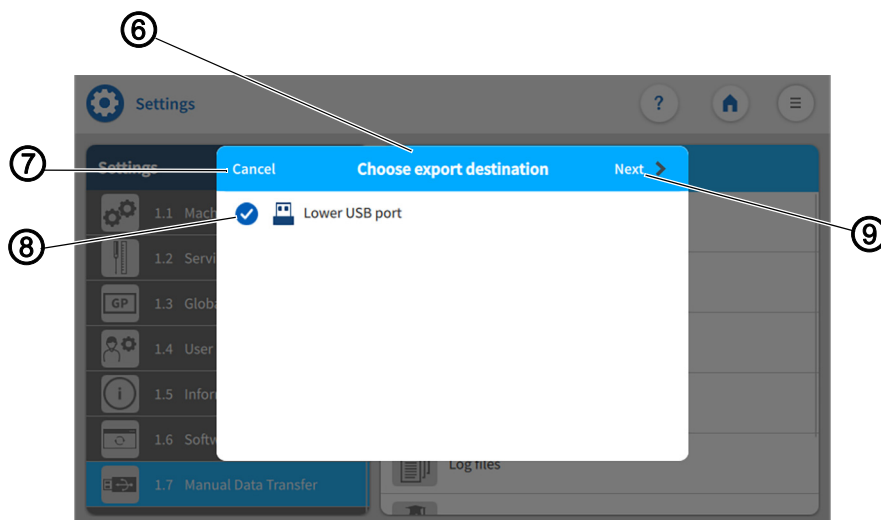 ⑥
Settings
?
⑦
Settings
Cancel
Choose export destination
Next
⑧
Lower USB port
⑨
1.1 Mach
1.2 Servi
GP
1.3 Globa
1.4 User
i
1.5 Infor
1.6 Softw
Log files
1.7 Manual Data Transfer